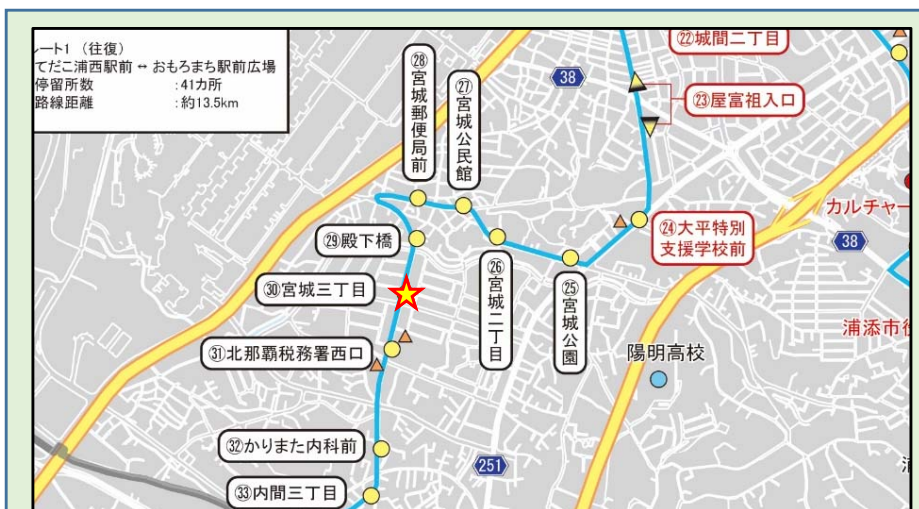 ート1 (往復)
てだこ浦西駅前 ↔ おもろまち駅前広場
停留所数 :41カ所
路線距離 :約13.5km
㉒城間二丁目
38
㉓屋富祖入口
㉘宮城郵便局前
㉗宮城公民館
カルチャー
㉙殿下橋
㉔大平特別
支援学校前
38
㉚宮城三丁目
㉖宮城二丁目
㉕宮城公園
浦添市役
㉛北那覇税務署西口
陽明高校
㉜かりまた内科前
251
㉝内間三丁目